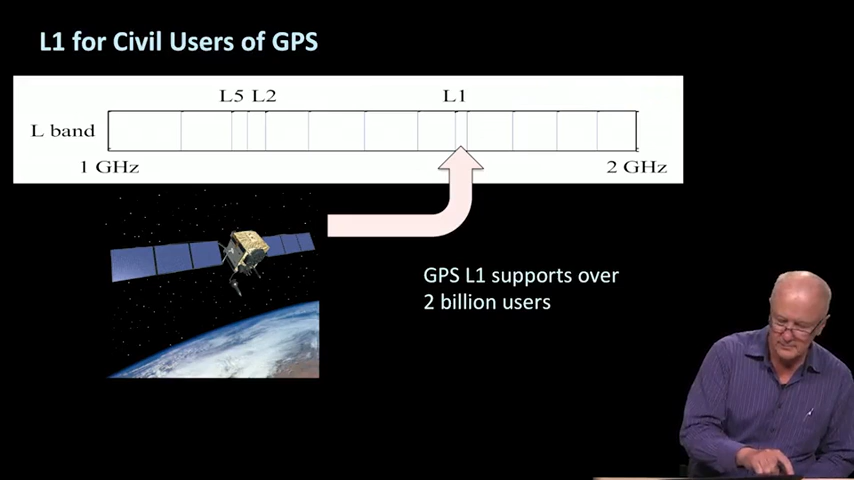 L1 for Civil Users of GPS
L5 L2 L1
L band
1 GHz 2 GHz
GPS L1 supports over
2 billion users